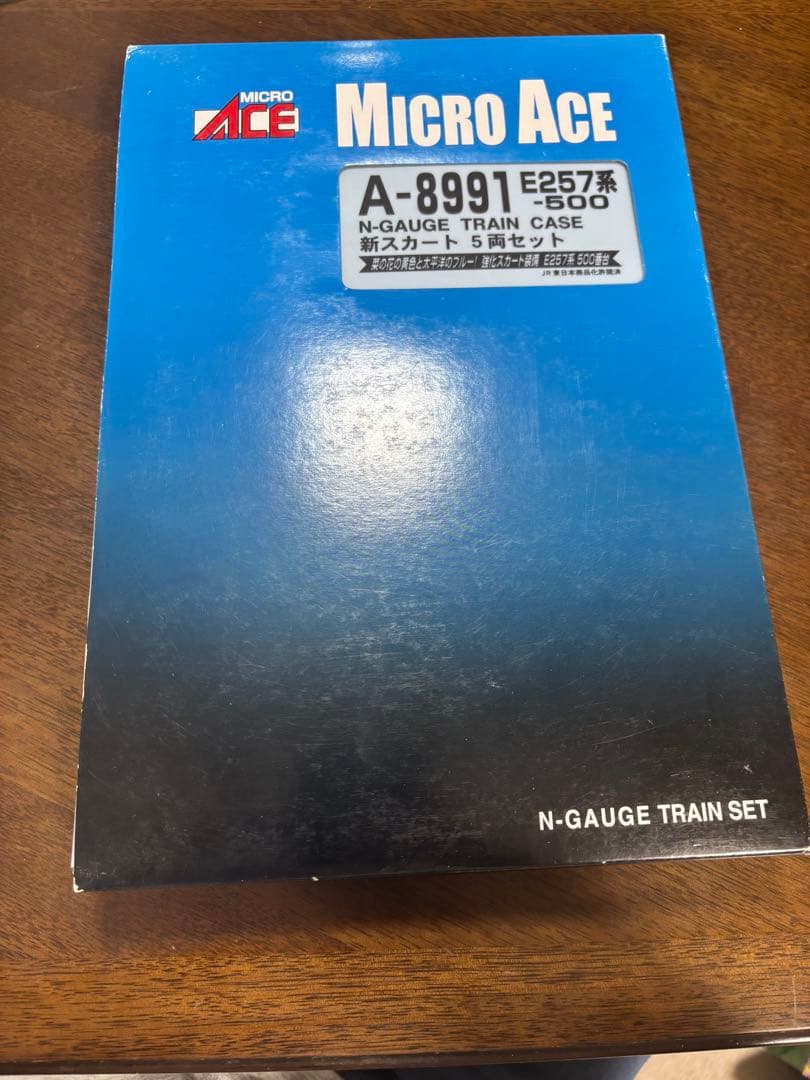 MICRO
ACE
MICRO ACE
A-8991 E257系
-500
N-GAUGE TRAIN CASE
新スカート 5両セット
菜の花の黄色と太平洋のブルー! 強化スカート装備 E257系 500番台
JR東日本商品化許諾済
N-GAUGE TRAIN SET